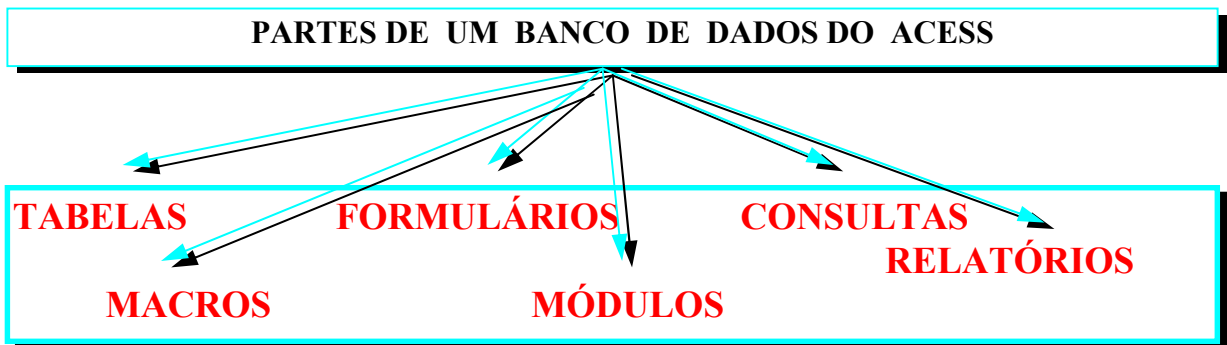 PARTES DE UM BANCO DE DADOS DO ACESS
TABELAS FORMULÁRIOS CONSULTAS
RELATÓRIOS
MACROS MÓDULOS